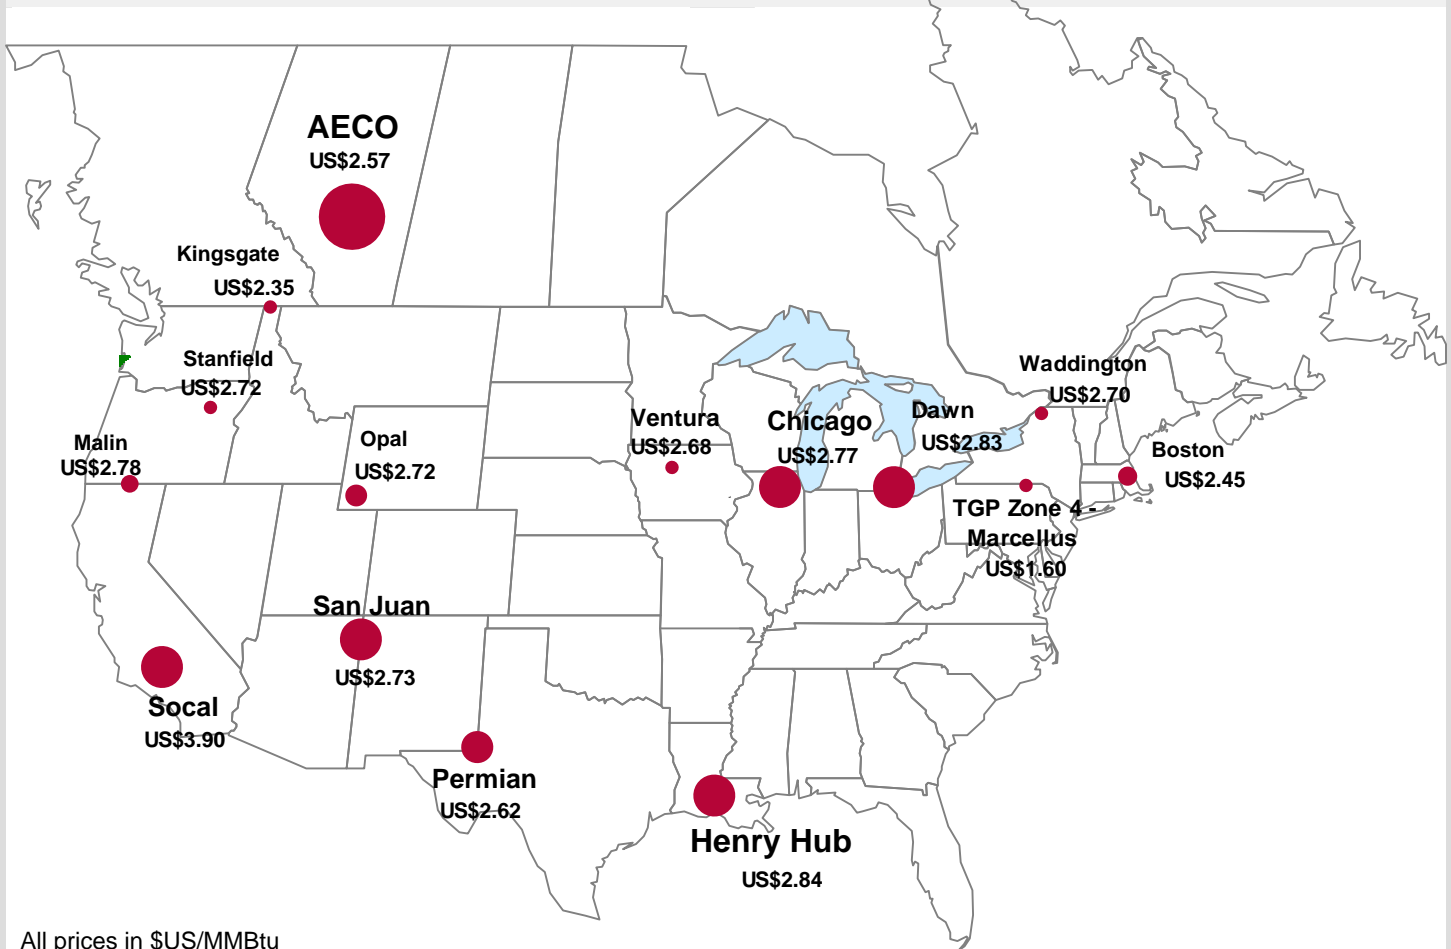 AECO
US$2.57
Kingsgate
US$2.35
Stanfield
US$2.72
Malin
US$2.78
Opal
US$2.72
Ventura
US$2.68
Chicago
US$2.77
Dawn
US$2.83
Waddington
US$2.70
Boston
US$2.45
TGP Zone 4 -
Marcellus
US$1.60
San Juan
US$2.73
Socal
US$3.90
Permian
US$2.62
Henry Hub
US$2.84
All prices in $US/MMBtu